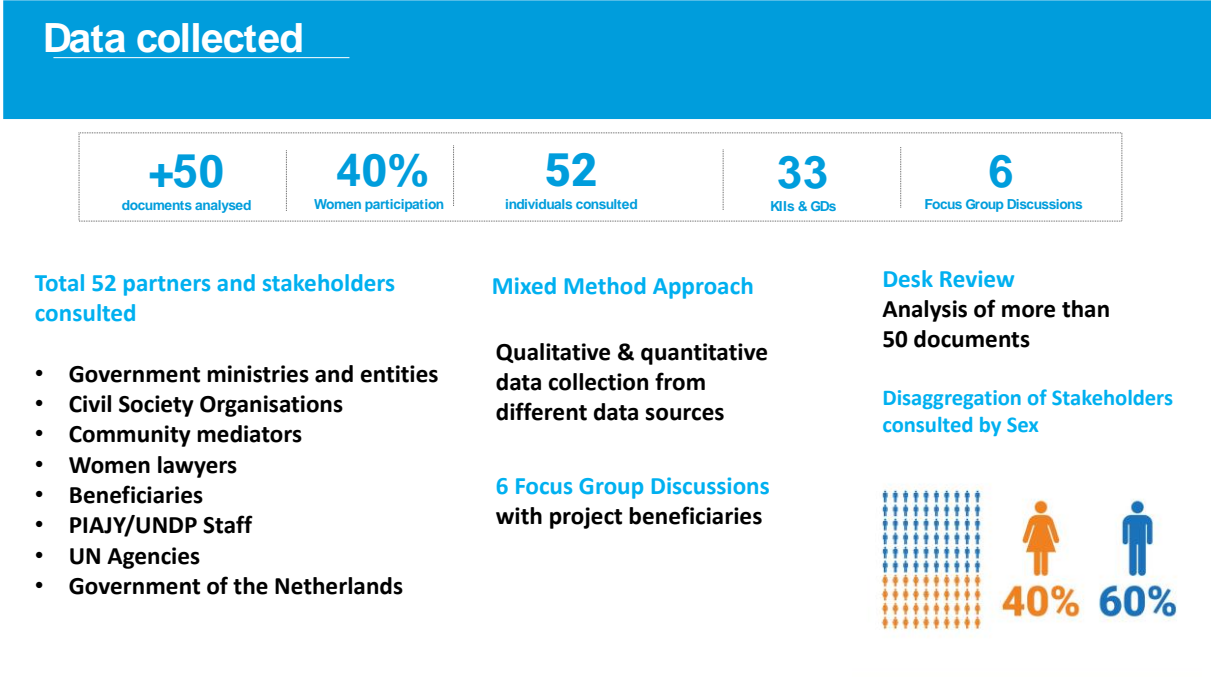 Data collected
+50
documents analysed
40%
Women participation
52
individuals consulted
33
KIIs & GDs
6
Focus Group Discussions
Total 52 partners and stakeholders
consulted
• Government ministries and entities
• Civil Society Organisations
• Community mediators
• Women lawyers
• Beneficiaries
• PIAJY/UNDP Staff
• UN Agencies
• Government of the Netherlands
Mixed Method Approach
Qualitative & quantitative
data collection from
different data sources
6 Focus Group Discussions
with project beneficiaries
Desk Review
Analysis of more than
50 documents
Disaggregation of Stakeholders
consulted by Sex
40% 60%